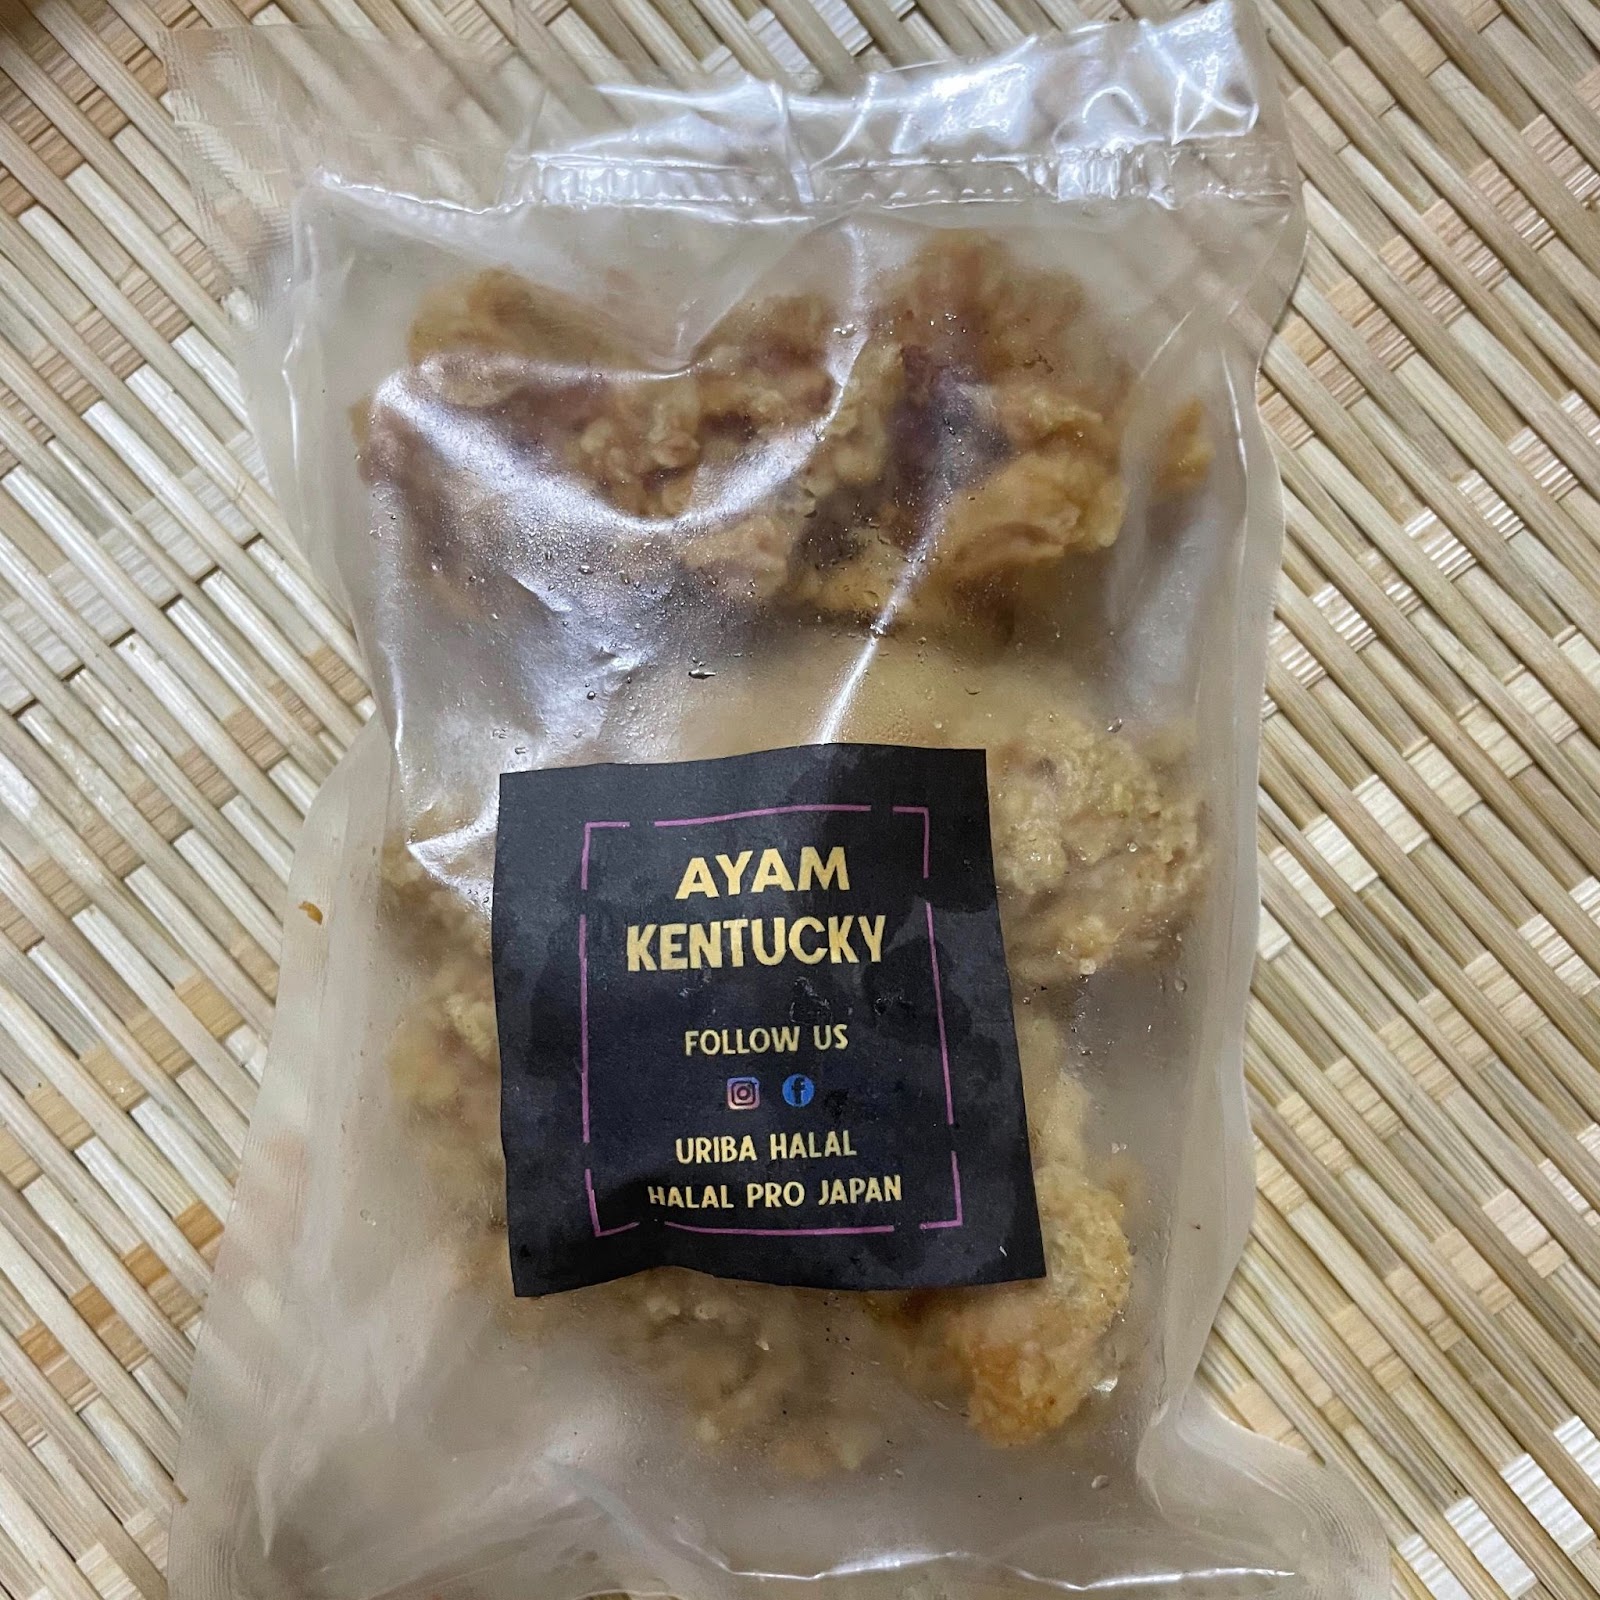 AYAM
KENTUCKY
FOLLOW US
URIBA HALAL
HALAL PRO JAPAN